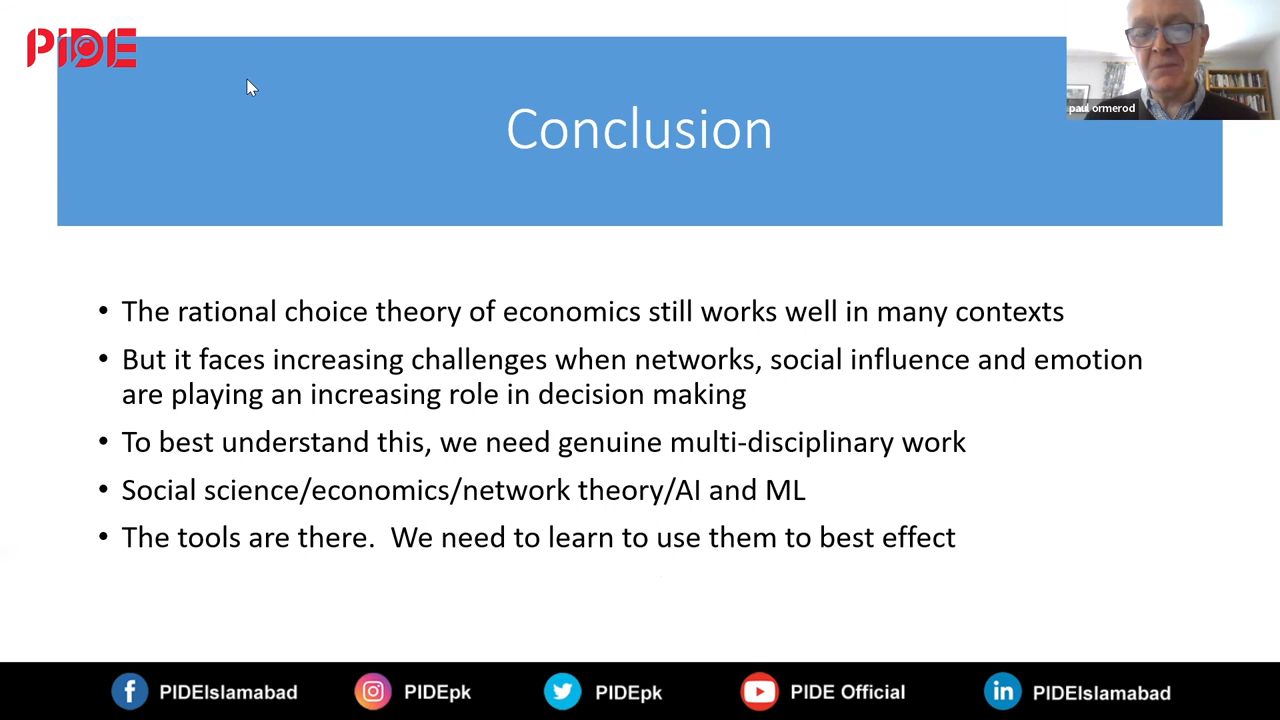 PiDE
paul ormerod
Conclusion
• The rational choice theory of economics still works well in many contexts
• But it faces increasing challenges when networks, social influence and emotion
are playing an increasing role in decision making
• To best understand this, we need genuine multi-disciplinary work
• Social science/economics/network theory/AI and ML
• The tools are there.  We need to learn to use them to best effect
PIDEIslamabad
PIDEpk
PIDEpk
PIDE Official
PIDEIslamabad